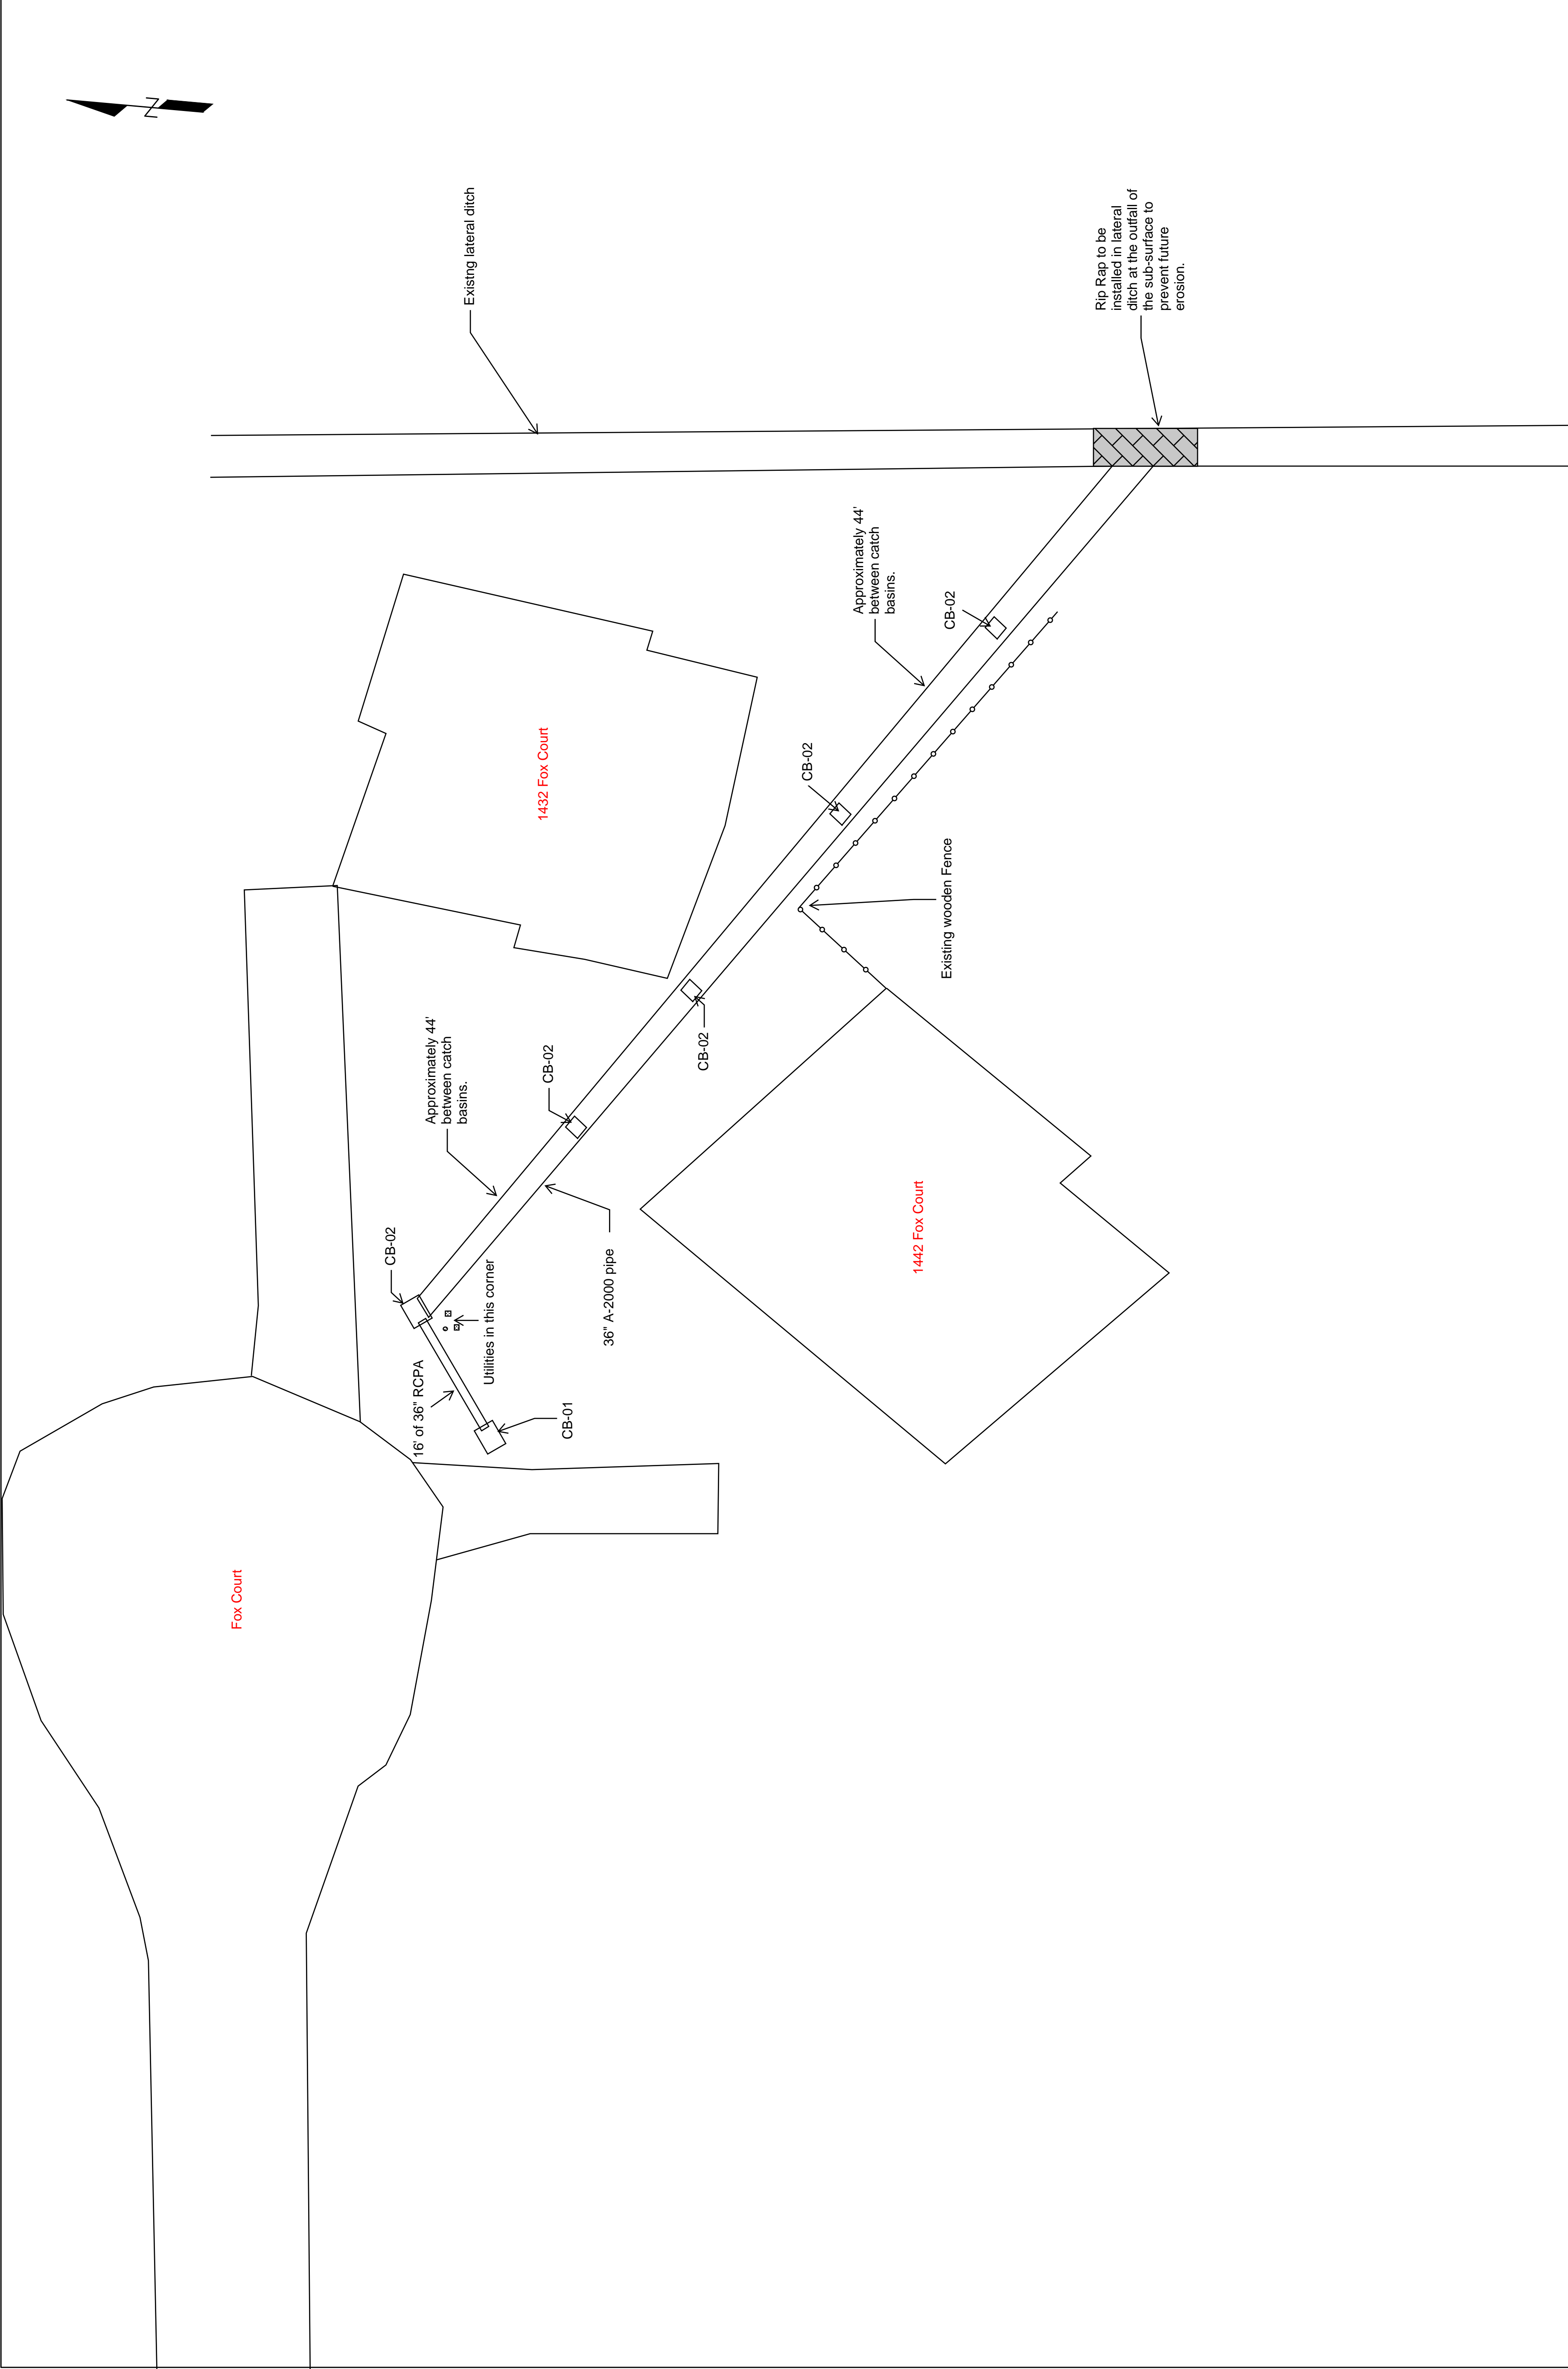 Existng lateral ditch
Rip Rap to be
installed in lateral
ditch at the outfall of
the sub-surface to
prevent future
erosion.
Approximately 44'
between catch
basins.
CB-02
CB-02
1432 Fox Court
Existing wooden Fence
CB-02
CB-02
Approximately 44'
between catch
basins.
36" A-2000 pipe
CB-02
Utilities in this corner
16' of 36" RCPA
CB-01
1442 Fox Court
Fox Court
N